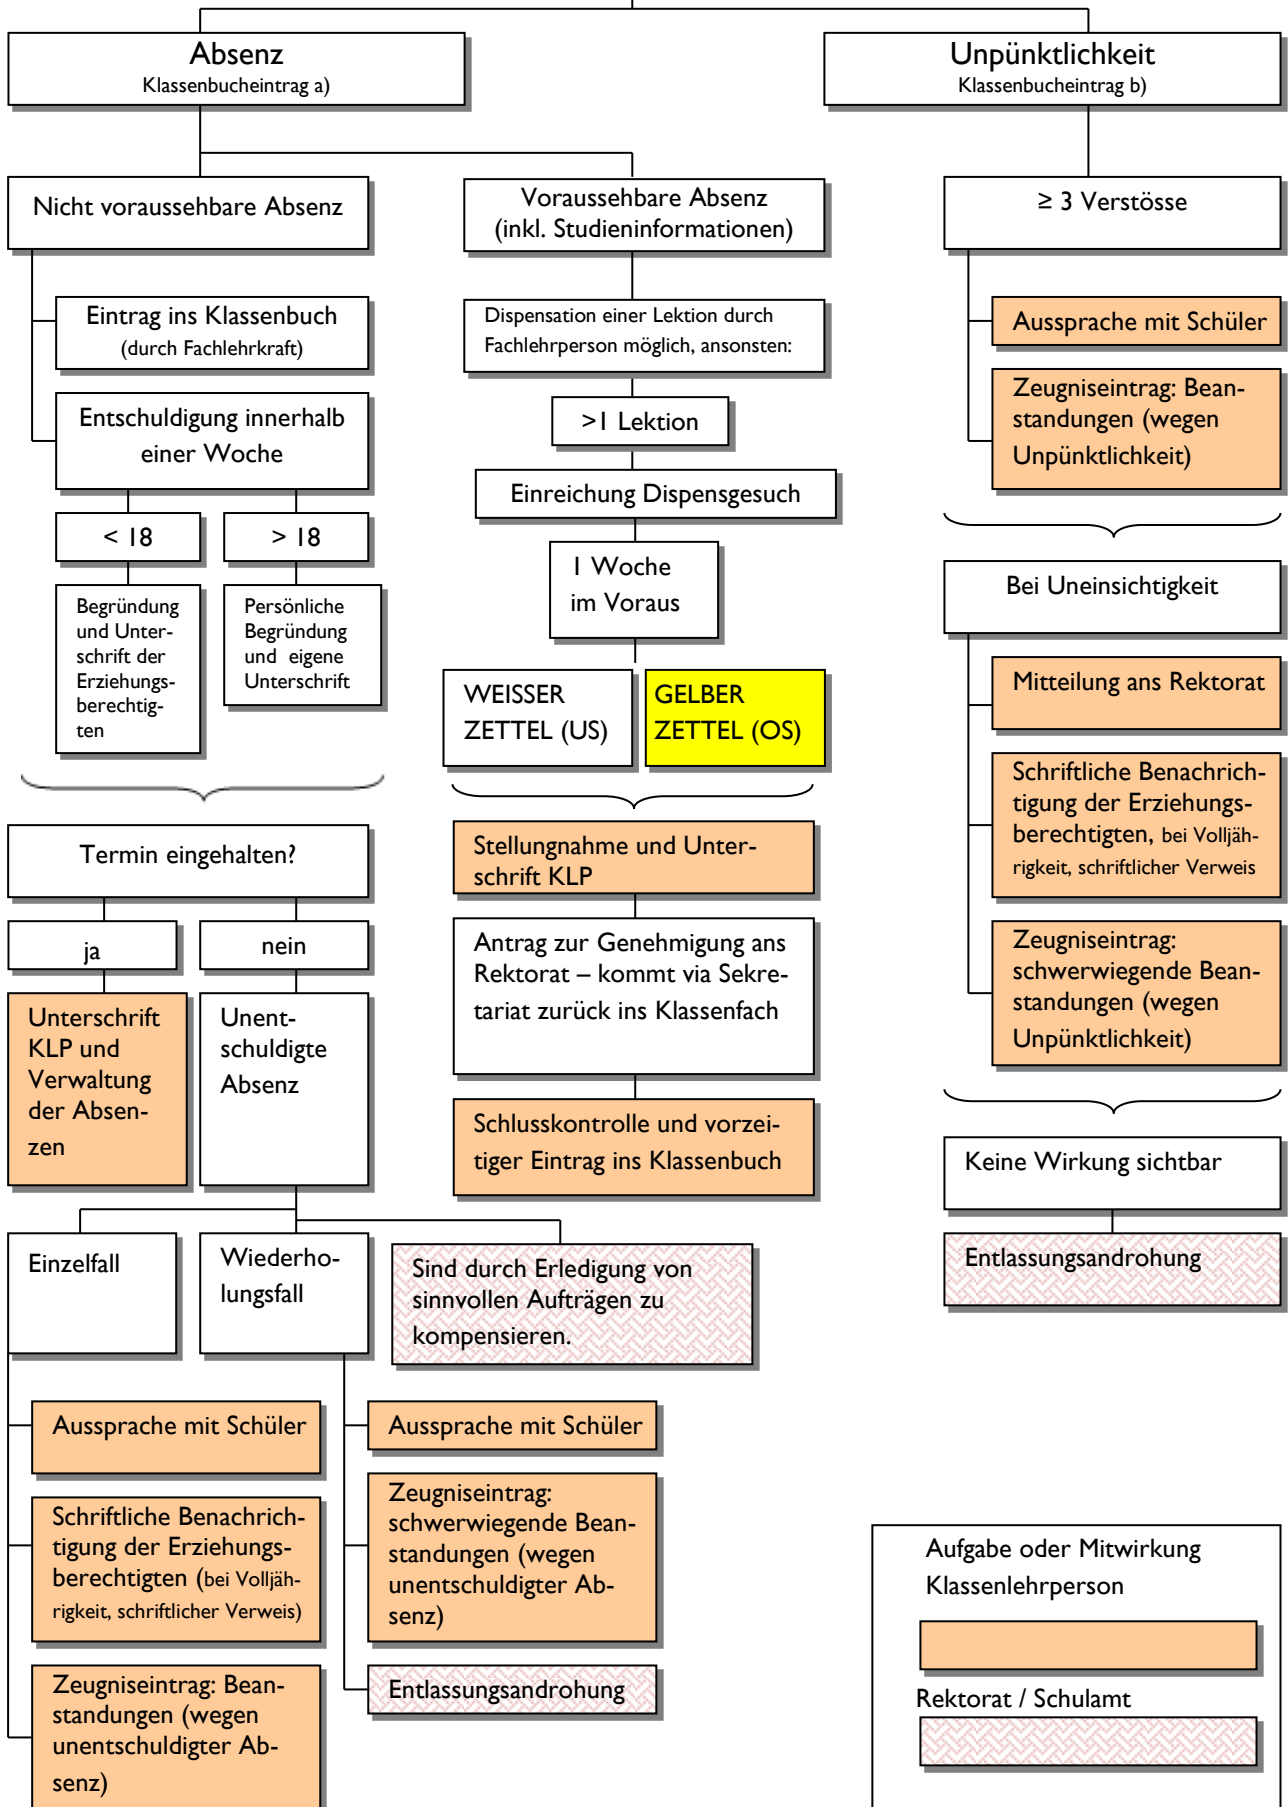 Absenz
Klassenbucheintrag a)
Unpünktlichkeit
Klassenbucheintrag b)
Nicht voraussehbare Absenz
Eintrag ins Klassenbuch
(durch Fachlehrkraft)
Entschuldigung innerhalb
einer Woche
< 18
> 18
Begründung
und Unter-
schrift der
Erziehungs-
berechtig-
ten
Persönliche
Begründung
und eigene
Unterschrift
Termin eingehalten?
ja
nein
Unterschrift
KLP und
Verwaltung
der Absen-
zen
Unent-
schuldigte
Absenz
Voraussehbare Absenz
(inkl. Studieninformationen)
Dispensation einer Lektion durch
Fachlehrperson möglich, ansonsten:
>1 Lektion
Einreichung Dispensgesuch
1 Woche
im Voraus
WEISSER
ZETTEL (US)
GELBER
ZETTEL (OS)
Stellungnahme und Unter-
schrift KLP
Antrag zur Genehmigung ans
Rektorat – kommt via Sekre-
tariat zurück ins Klassenfach
Schlusskontrolle und vorzei-
tiger Eintrag ins Klassenbuch
≥ 3 Verstösse
Aussprache mit Schüler
Zeugniseintrag: Bean-
standungen (wegen
Unpünktlichkeit)
Bei Uneinsichtigkeit
Mitteilung ans Rektorat
Schriftliche Benachrich-
tigung der Erziehungs-
berechtigten, bei Volljäh-
rigkeit, schriftlicher Verweis
Zeugniseintrag:
schwerwiegende Bean-
standungen (wegen
Unpünktlichkeit)
Keine Wirkung sichtbar
Entlassungsandrohung
Einzelfall
Wiederho-
lungsfall
Sind durch Erledigung von
sinnvollen Aufträgen zu
kompensieren.
Aussprache mit Schüler
Schriftliche Benachrich-
tigung der Erziehungs-
berechtigten (bei Volljäh-
rigkeit, schriftlicher Verweis)
Zeugniseintrag: Bean-
standungen (wegen
unentschuldigter Ab-
senz)
Aussprache mit Schüler
Zeugniseintrag:
schwerwiegende Bean-
standungen (wegen
unentschuldigter Ab-
senz)
Entlassungsandrohung
Aufgabe oder Mitwirkung
Klassenlehrperson
Rektorat / Schulamt